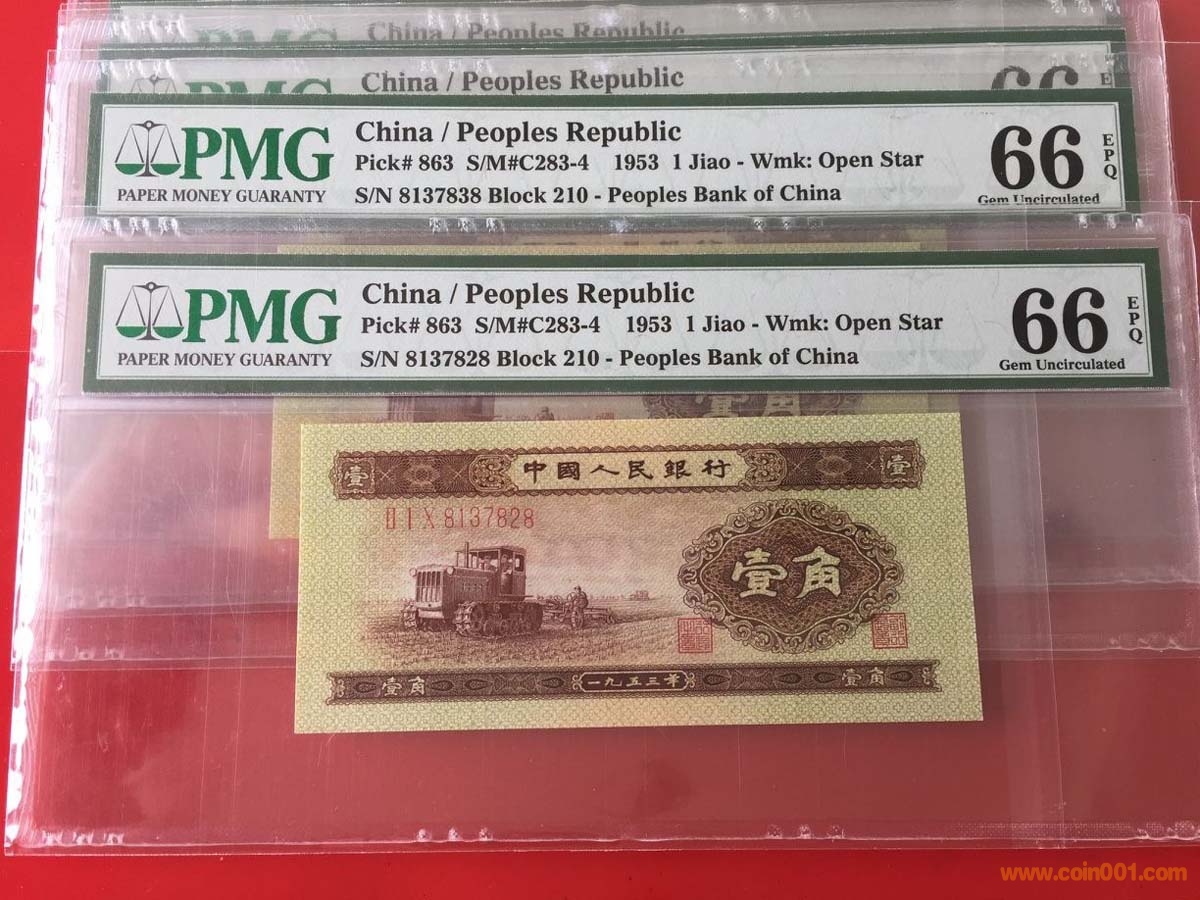 China / Peoples Republic
China / Peoples Republic
66
PMG
China / Peoples Republic
Pick# 863 S/M#C283-4 1953 1 Jiao - Wmk: Open Star
66
EPQ
PAPER MONEY GUARANTY
S/N 8137838 Block 210 - Peoples Bank of China
Gem Uncirculated
PMG
China / Peoples Republic
Pick# 863 S/M#C283-4 1953 1 Jiao - Wmk: Open Star
66
EPQ
PAPER MONEY GUARANTY
S/N 8137828 Block 210 - Peoples Bank of China
Gem Uncirculated
壹角
壹
中國人民銀行
壹
ⅡⅠⅩ 8137828
壹角
壹角
一九五三年
壹角
www.coin001.com